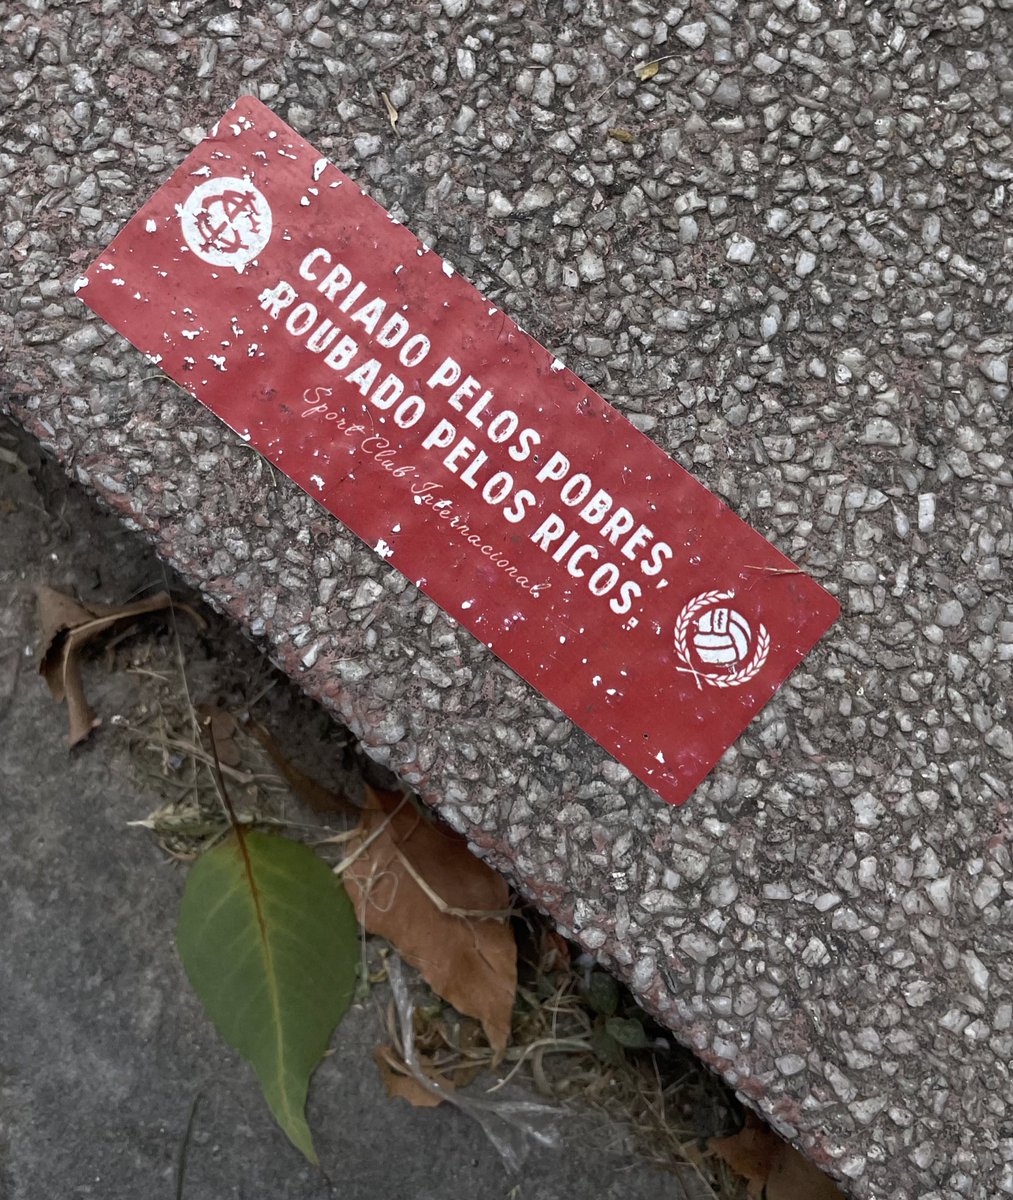 CRIADO PELOS POBRES,
ROUBADO PELOS RICOS.
Sport Club Internacional